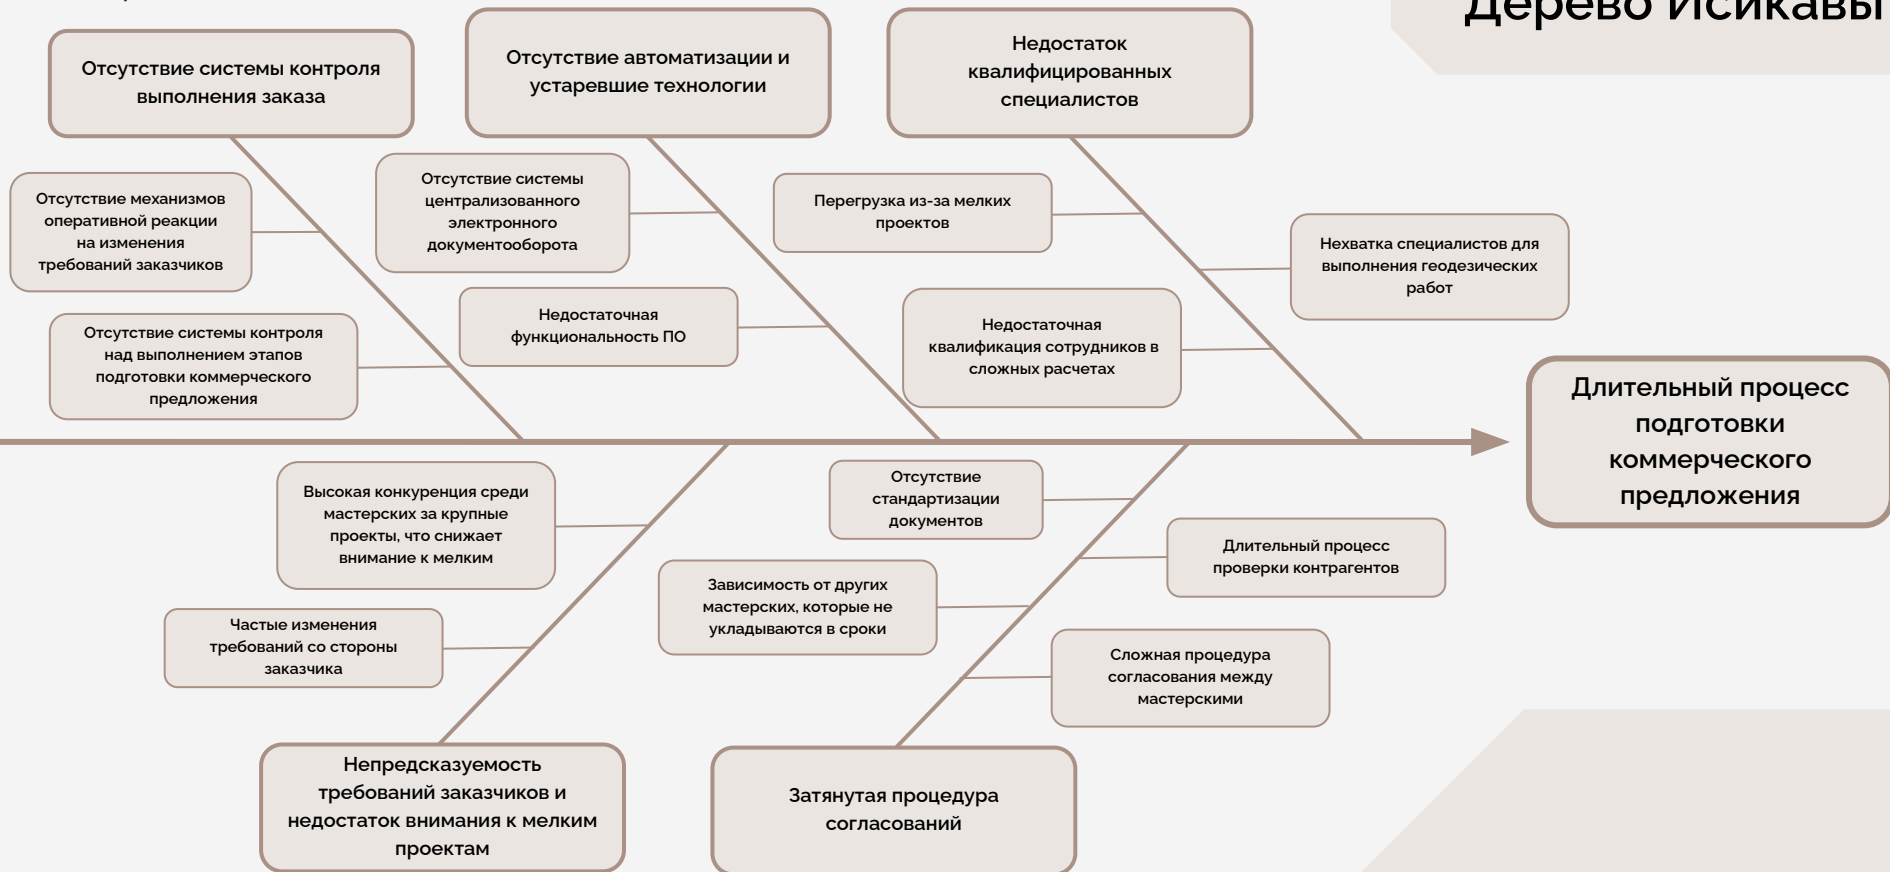 Дерево Исикавы
Отсутствие системы контроля
выполнения заказа
Отсутствие автоматизации и
устаревшие технологии
Недостаток
квалифицированных
специалистов
Отсутствие механизмов
оперативной реакции
на изменения
требований заказчиков
Отсутствие системы
централизованного
электронного
документооборота
Перегрузка из-за мелких
проектов
Нехватка специалистов для
выполнения геодезических
работ
Отсутствие системы контроля
над выполнением этапов
подготовки коммерческого
предложения
Недостаточная
функциональность ПО
Недостаточная
квалификация сотрудников в
сложных расчетах
Длительный процесс
подготовки
коммерческого
предложения
Высокая конкуренция среди
мастерских за крупные
проекты, что снижает
внимание к мелким
Отсутствие
стандартизации
документов
Длительный процесс
проверки контрагентов
Зависимость от других
мастерских, которые не
укладываются в сроки
Частые изменения
требований со стороны
заказчика
Сложная процедура
согласования между
мастерскими
Непредсказуемость
требований заказчиков и
недостаток внимания к мелким
проектам
Затянутая процедура
согласований